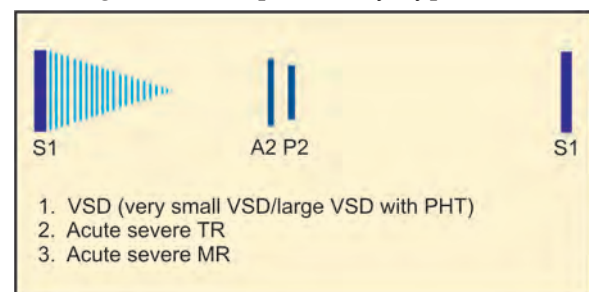 S1 A2 P2 S1
1. VSD (very small VSD/large VSD with PHT)
2. Acute severe TR
3. Acute severe MR